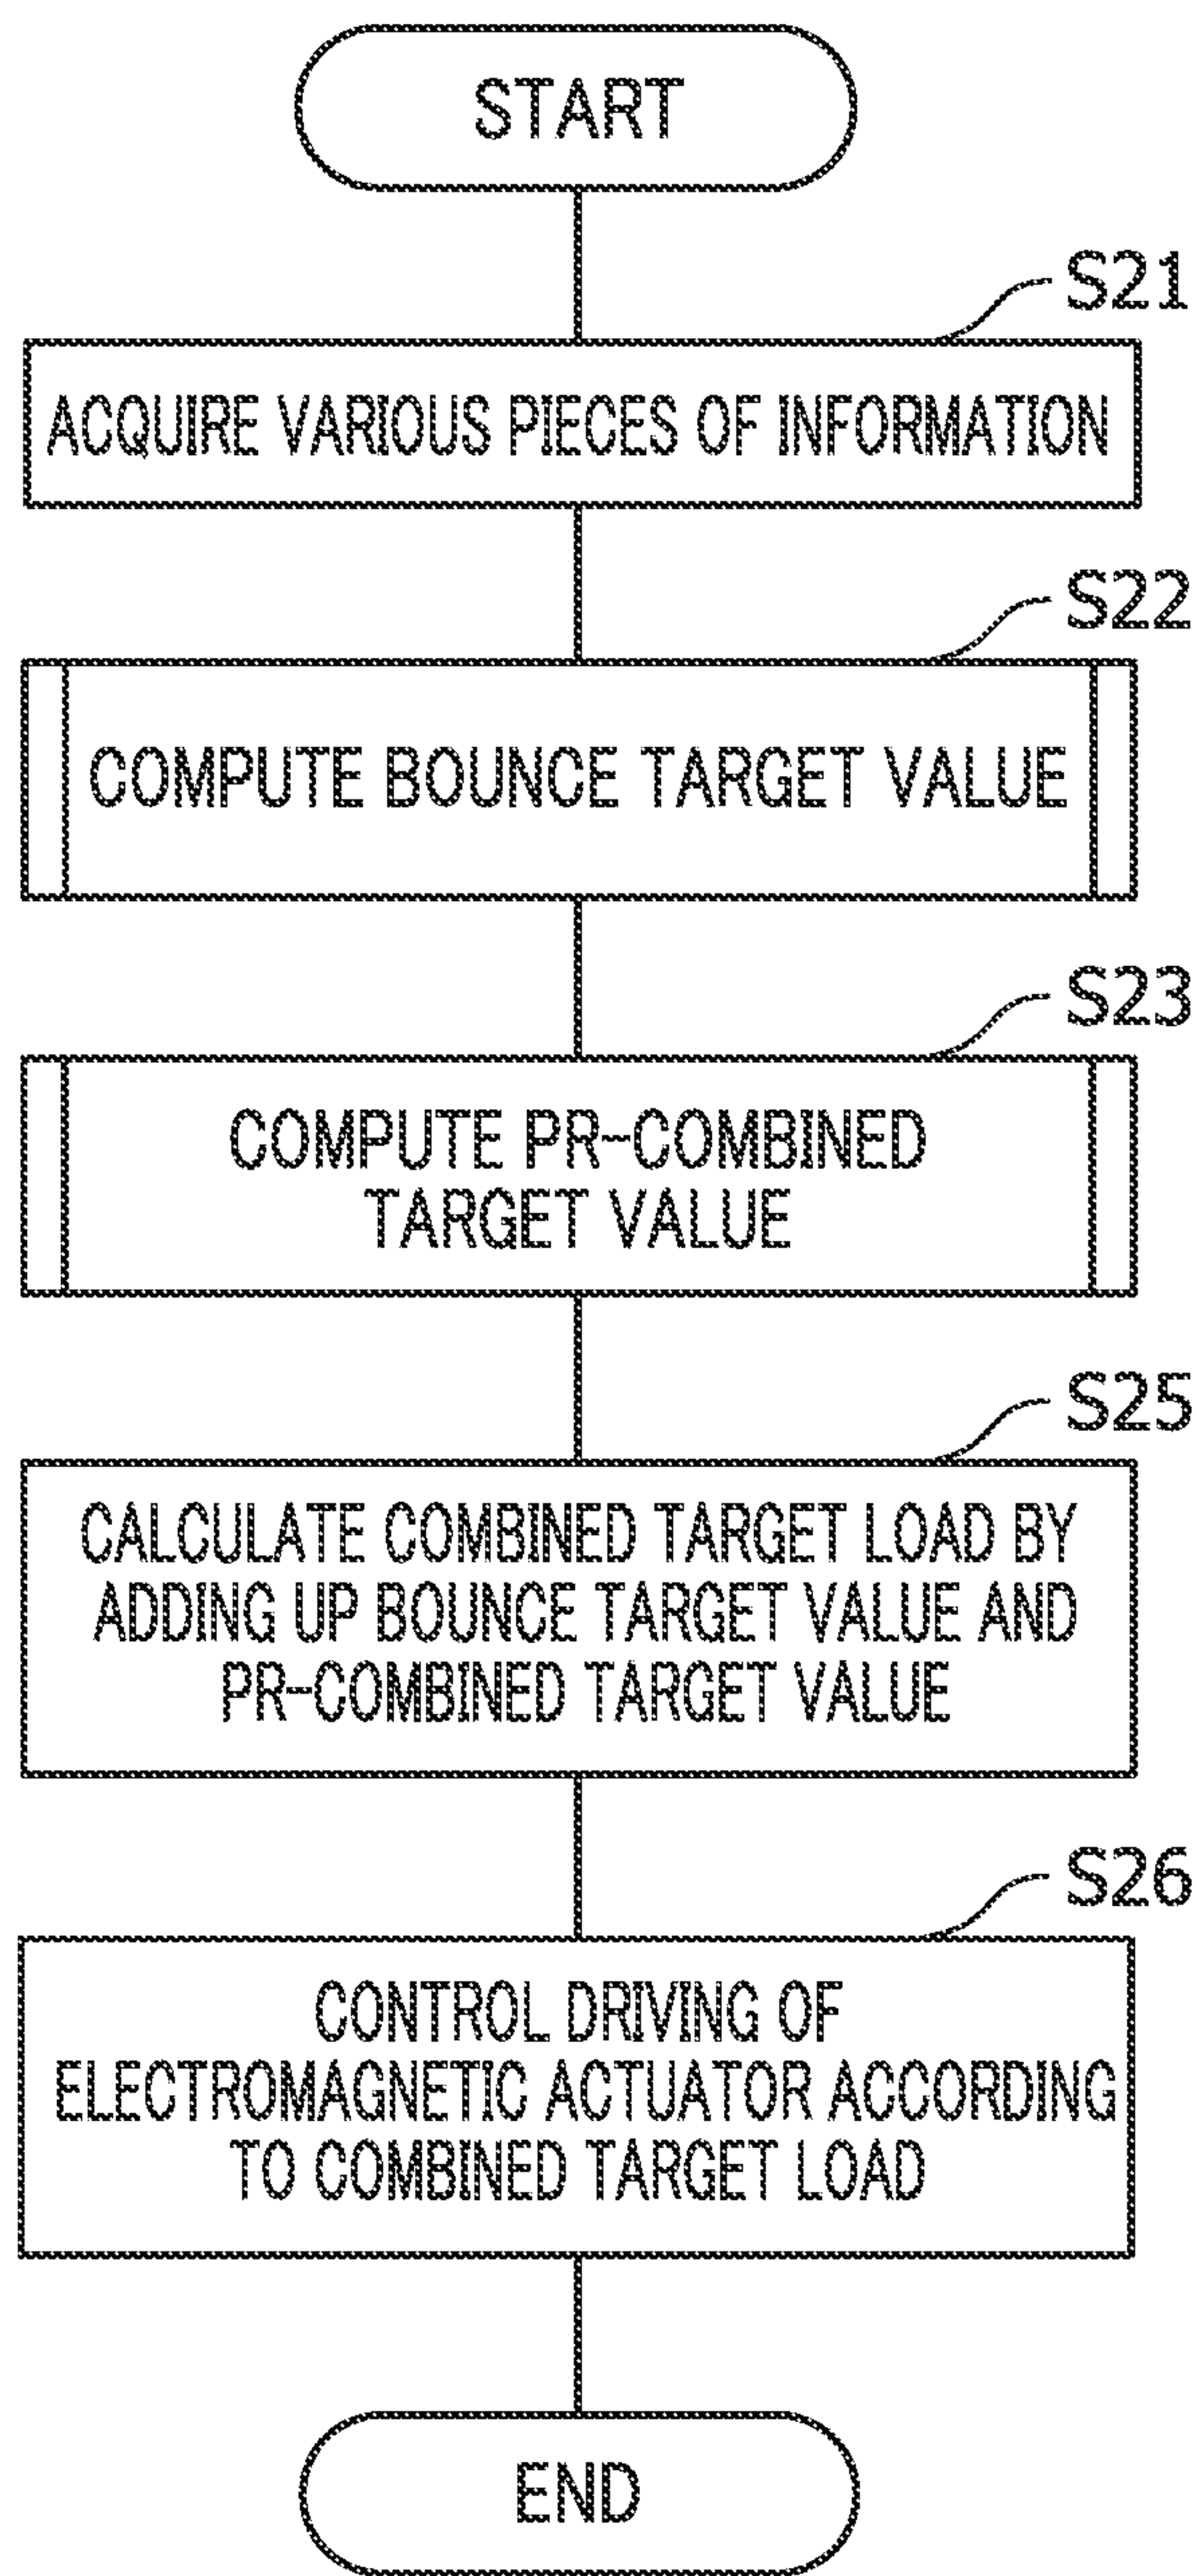 START
S21
ACQUIRE VARIOUS PIECES OF INFORMATION
S22
COMPUTE BOUNCE TARGET VALUE
S23
COMPUTE PR-COMBINED
TARGET VALUE
S25
CALCULATE COMBINED TARGET LOAD BY
ADDING UP BOUNCE TARGET VALUE AND
PR-COMBINED TARGET VALUE
S26
CONTROL DRIVING OF
ELECTROMAGNETIC ACTUATOR ACCORDING
TO COMBINED TARGET LOAD
END